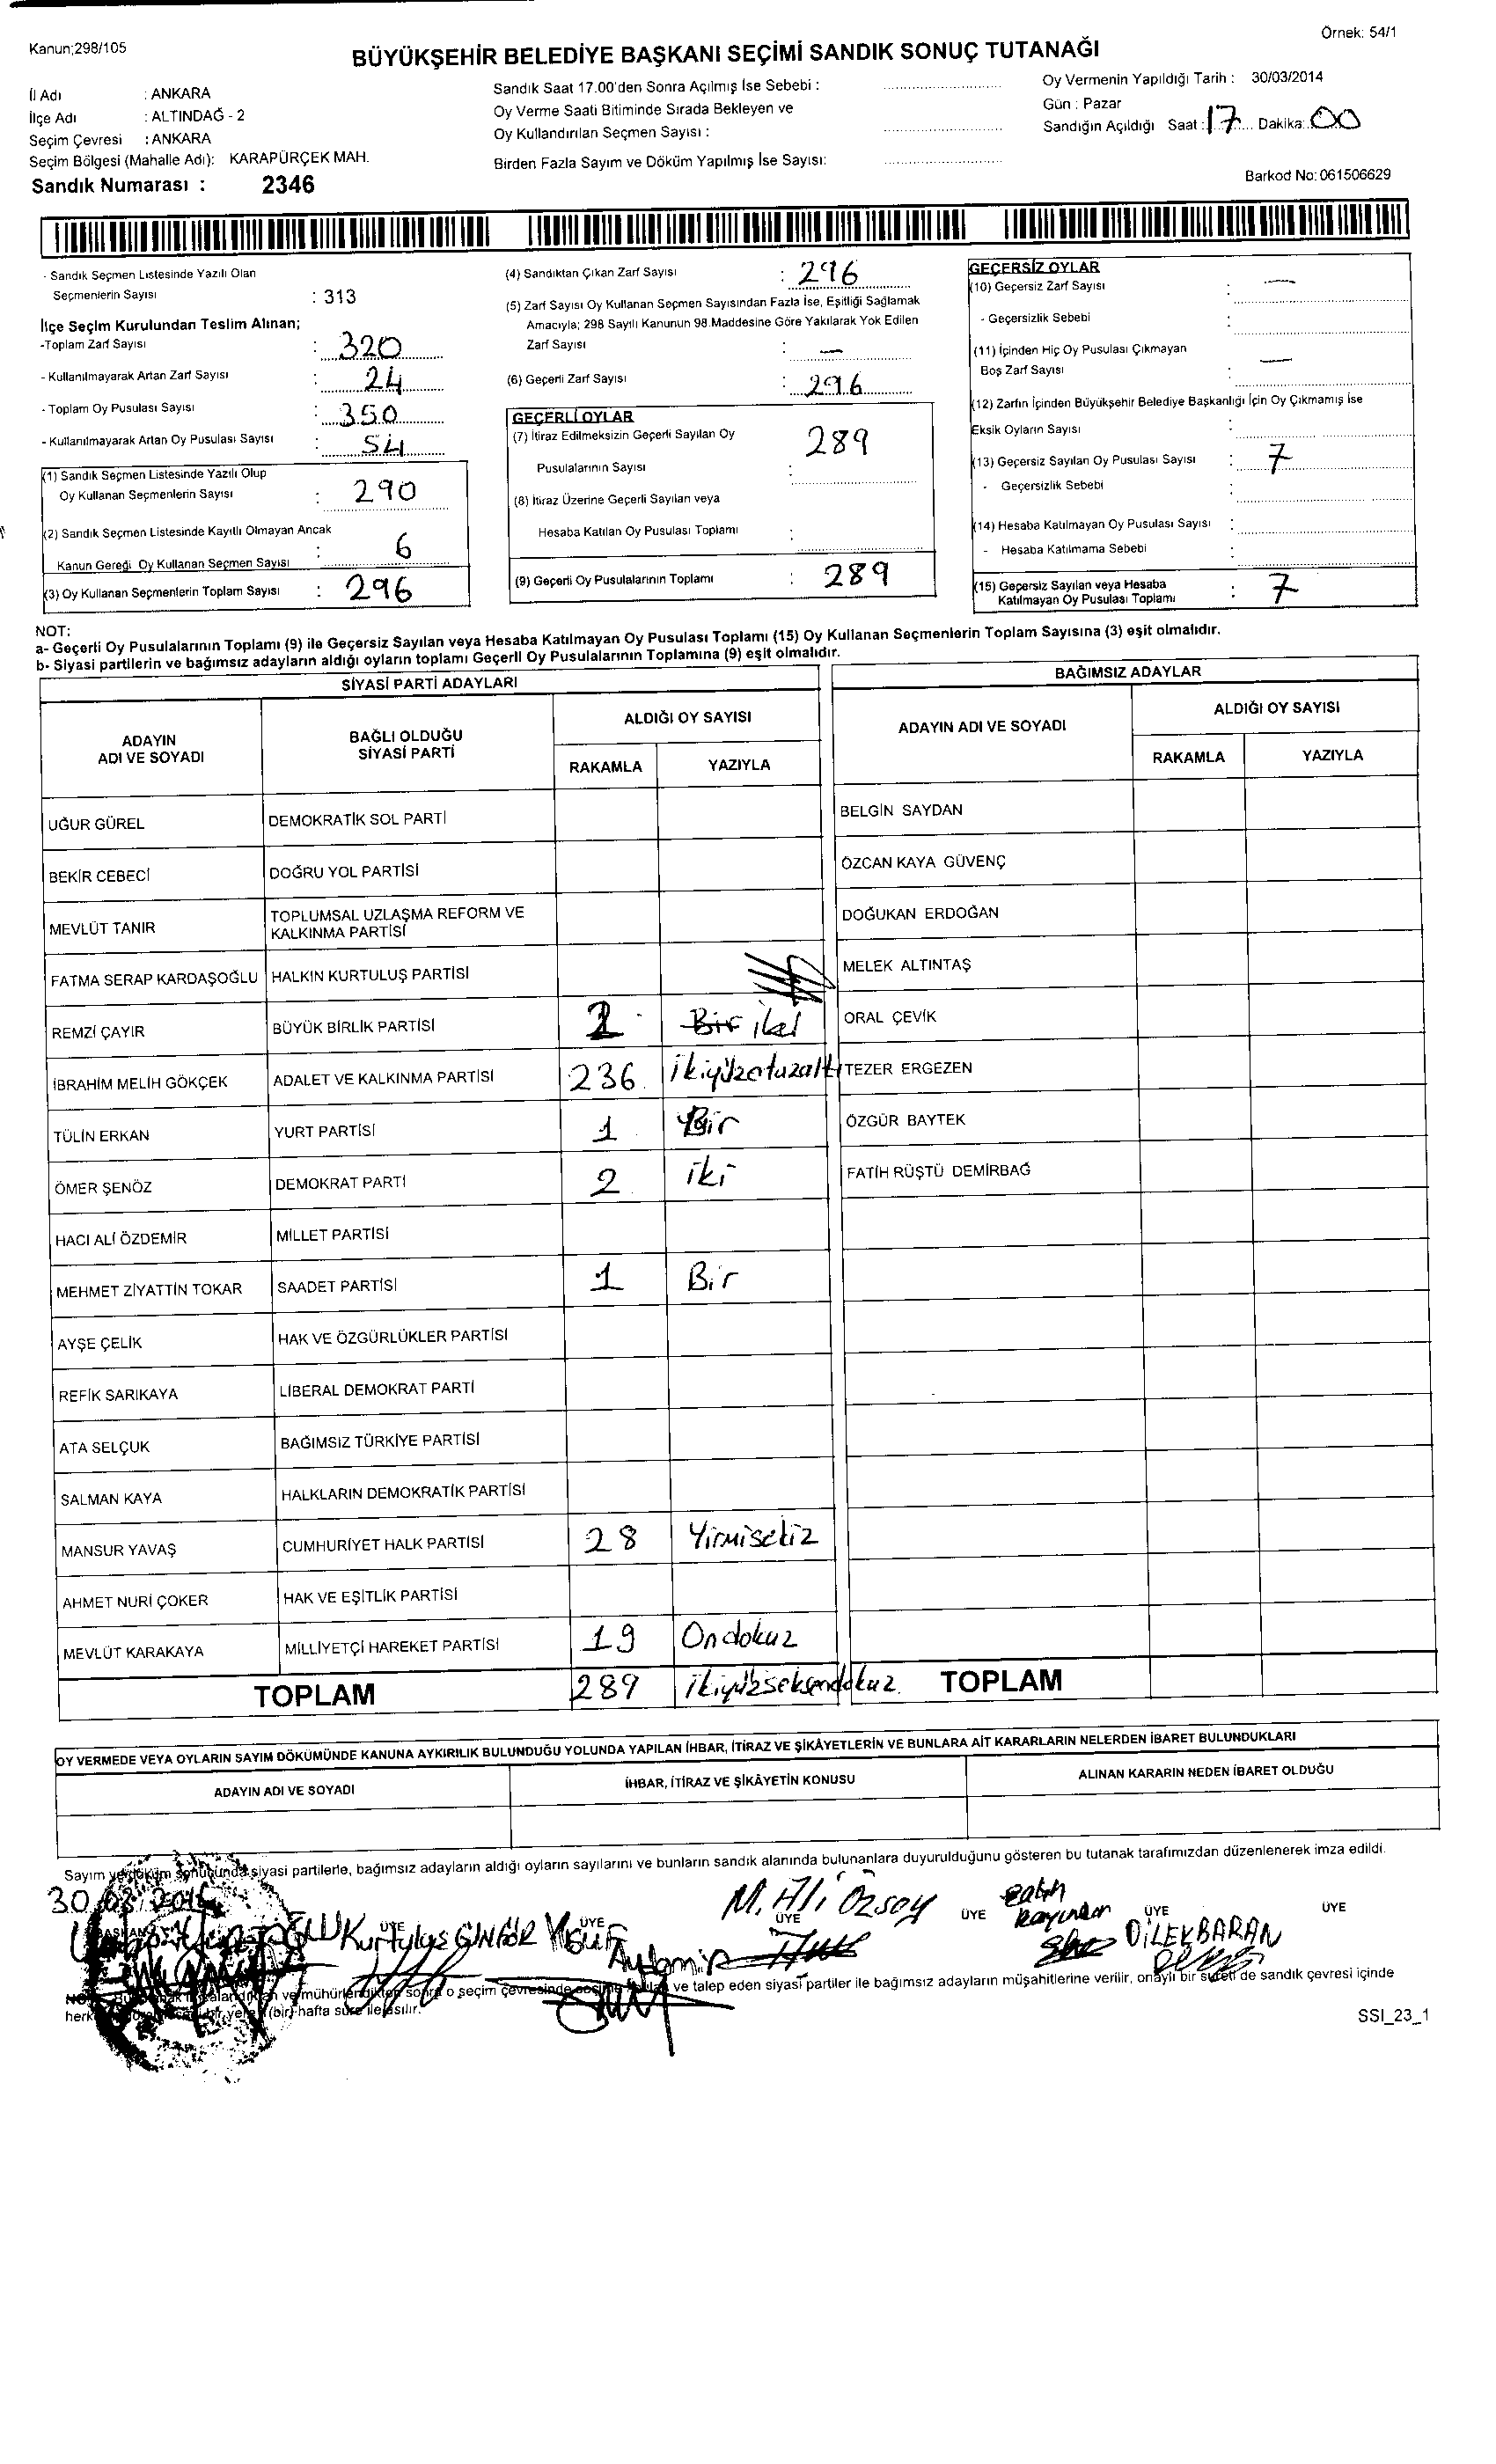 Örnek: 54/1
Kanun;298/105
BÜYÜKŞEHİR BELEDİYE BAŞKANI SEÇİMİ SANDIK SONUÇ TUTANAĞI
İl Adı : ANKARA
İlçe Adı : ALTINDAĞ - 2
Seçim Çevresi : ANKARA
Seçim Bölgesi (Mahalle Adı): KARAPÜRÇEK MAH.
Sandık Numarası : 2346
Sandık Saat 17.00'den Sonra Açılmış İse Sebebi :
Oy Verme Saati Bitiminde Sırada Bekleyen ve
Oy Kullandırılan Seçmen Sayısı :
Birden Fazla Sayım ve Döküm Yapılmış İse Sayısı:
Oy Vermenin Yapıldığı Tarih : 30/03/2014
Gün : Pazar
Sandığın Açıldığı Saat : 17 Dakika: 00
Barkod No: 061506629
- Sandık Seçmen Listesinde Yazılı Olan
Seçmenlerin Sayısı : 313
İlçe Seçim Kurulundan Teslim Alınan;
-Toplam Zarf Sayısı : 320
- Kullanılmayarak Artan Zarf Sayısı : 24
- Toplam Oy Pusulası Sayısı : 350
- Kullanılmayarak Artan Oy Pusulası Sayısı : 54
(1) Sandık Seçmen Listesinde Yazılı Olup
Oy Kullanan Seçmenlerin Sayısı : 290
(2) Sandık Seçmen Listesinde Kayıtlı Olmayan Ancak
Kanun Gereği Oy Kullanan Seçmen Sayısı : 6
(3) Oy Kullanan Seçmenlerin Toplam Sayısı : 296
(4) Sandıktan Çıkan Zarf Sayısı : 296
(5) Zarf Sayısı Oy Kullanan Seçmen Sayısından Fazla İse, Eşitliği Sağlamak
Amacıyla; 298 Sayılı Kanunun 98.Maddesine Göre Yakılarak Yok Edilen
Zarf Sayısı : —
(6) Geçerli Zarf Sayısı : 296
GEÇERLİ OYLAR
(7) İtiraz Edilmeksizin Geçerli Sayılan Oy
Pusulalarının Sayısı : 289
(8) İtiraz Üzerine Geçerli Sayılan veya
Hesaba Katılan Oy Pusulası Toplamı :
(9) Geçerli Oy Pusulalarının Toplamı : 289
GEÇERSİZ OYLAR
(10) Geçersiz Zarf Sayısı : —
- Geçersizlik Sebebi :
(11) İçinden Hiç Oy Pusulası Çıkmayan
Boş Zarf Sayısı : —
(12) Zarfın İçinden Büyükşehir Belediye Başkanlığı İçin Oy Çıkmamış ise
Eksik Oyların Sayısı :
(13) Geçersiz Sayılan Oy Pusulası Sayısı : 7
- Geçersizlik Sebebi :
(14) Hesaba Katılmayan Oy Pusulası Sayısı :
- Hesaba Katılmama Sebebi :
(15) Geçersiz Sayılan veya Hesaba
Katılmayan Oy Pusulası Toplamı : 7
NOT:
a- Geçerli Oy Pusulalarının Toplamı (9) ile Geçersiz Sayılan veya Hesaba Katılmayan Oy Pusulası Toplamı (15) Oy Kullanan Seçmenlerin Toplam Sayısına (3) eşit olmalıdır.
b- Siyasi partilerin ve bağımsız adayların aldığı oyların toplamı Geçerli Oy Pusulalarının Toplamına (9) eşit olmalıdır.
SİYASİ PARTİ ADAYLARI
ADAYIN ADI VE SOYADI
BAĞLI OLDUĞU SİYASİ PARTİ
ALDIĞI OY SAYISI
RAKAMLA YAZIYLA
UĞUR GÜREL DEMOKRATİK SOL PARTİ
BEKİR CEBECİ DOĞRU YOL PARTİSİ
MEVLÜT TANIR TOPLUMSAL UZLAŞMA REFORM VE
KALKINMA PARTİSİ
FATMA SERAP KARDAŞOĞLU HALKIN KURTULUŞ PARTİSİ
REMZİ ÇAYIR BÜYÜK BİRLİK PARTİSİ 2 Bir iki
İBRAHİM MELİH GÖKÇEK ADALET VE KALKINMA PARTİSİ 236 ikiyüzotuzaltı
TÜLİN ERKAN YURT PARTİSİ 1 Bir
ÖMER ŞENÖZ DEMOKRAT PARTİ 2 iki
HACI ALİ ÖZDEMİR MİLLET PARTİSİ
MEHMET ZİYATTİN TOKAR SAADET PARTİSİ 1 Bir
AYŞE ÇELİK HAK VE ÖZGÜRLÜKLER PARTİSİ
REFİK SARIKAYA LİBERAL DEMOKRAT PARTİ
ATA SELÇUK BAĞIMSIZ TÜRKİYE PARTİSİ
SALMAN KAYA HALKLARIN DEMOKRATİK PARTİSİ
MANSUR YAVAŞ CUMHURİYET HALK PARTİSİ 28 Yirmisekiz
AHMET NURİ ÇOKER HAK VE EŞİTLİK PARTİSİ
MEVLÜT KARAKAYA MİLLİYETÇİ HAREKET PARTİSİ 19 Ondokuz
TOPLAM 289 ikiyüzseksendokuz
BAĞIMSIZ ADAYLAR
ADAYIN ADI VE SOYADI
ALDIĞI OY SAYISI
RAKAMLA YAZIYLA
BELGİN SAYDAN
ÖZCAN KAYA GÜVENÇ
DOĞUKAN ERDOĞAN
MELEK ALTINTAŞ
ORAL ÇEVİK
TEZER ERGEZEN
ÖZGÜR BAYTEK
FATİH RÜŞTÜ DEMİRBAĞ
TOPLAM
OY VERMEDE VEYA OYLARIN SAYIM DÖKÜMÜNDE KANUNA AYKIRILIK BULUNDUĞU YOLUNDA YAPILAN İHBAR, İTİRAZ VE ŞİKÂYETLERİN VE BUNLARA AİT KARARLARIN NELERDEN İBARET BULUNDUKLARI
ADAYIN ADI VE SOYADI İHBAR, İTİRAZ VE ŞİKÂYETİN KONUSU ALINAN KARARIN NEDEN İBARET OLDUĞU
Sayım ve döküm sonucunda siyasi partilerle, bağımsız adayların aldığı oyların sayılarını ve bunların sandık alanında bulunanlara duyurulduğunu gösteren bu tutanak tarafımızdan düzenlenerek imza edildi.
30.03.2014
BAŞKAN ÜYE ÜYE ÜYE ÜYE ÜYE ÜYE
Kurtuluş GÜNGÖR Yusuf Aydemir M. Ali Özsoy DİLEK BARAN
ve mühürlendikten sonra o seçim çevresinde seçime ve talep eden siyasi partiler ile bağımsız adayların müşahitlerine verilir, onaylı bir sureti de sandık çevresi içinde
bir yere (bir) hafta süre ile asılır.
SSI_23_1